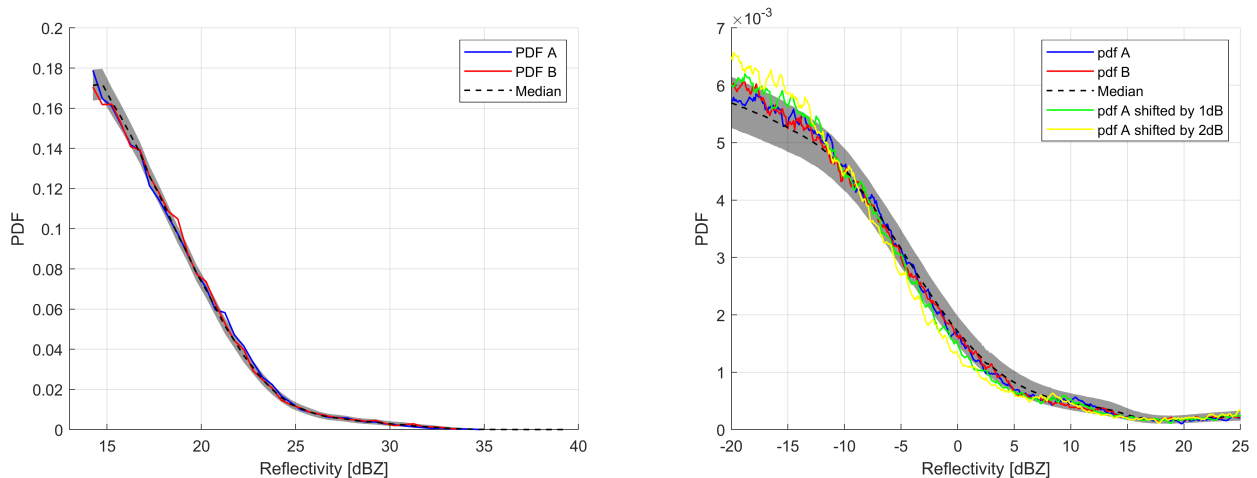 0.2
0.18
0.16
0.14
0.12
0.1
0.08
0.06
0.04
0.02
0
PDF
15 20 25 30 35 40
Reflectivity [dBZ]
PDF A
PDF B
Median
×10⁻³
7
6
5
4
3
2
1
0
PDF
-20 -15 -10 -5 0 5 10 15 20 25
Reflectivity [dBZ]
pdf A
pdf B
Median
pdf A shifted by 1dB
pdf A shifted by 2dB